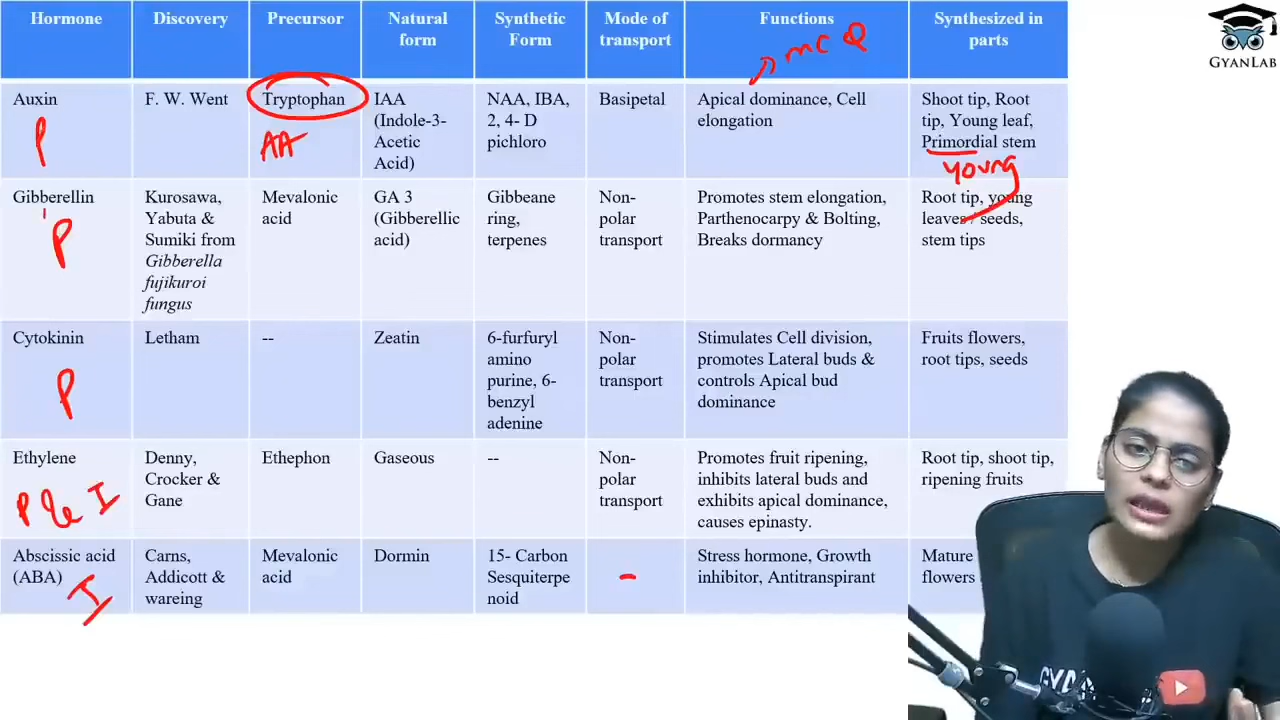 Hormone
Discovery
Precursor
Natural
form
Synthetic
Form
Mode of
transport
Functions
Synthesized in
parts
GyanLab
MCQ
Auxin
P
F. W. Went
Tryptophan
AA
IAA
(Indole-3-
Acetic
Acid)
NAA, IBA,
2, 4- D
pichloro
Basipetal
Apical dominance, Cell
elongation
Shoot tip, Root
tip, Young leaf,
Primordial stem
young
Gibberellin
P
Kurosawa,
Yabuta &
Sumiki from
Gibberella
fujikuroi
fungus
Mevalonic
acid
GA 3
(Gibberellic
acid)
Gibbeane
ring,
terpenes
Non-
polar
transport
Promotes stem elongation,
Parthenocarpy & Bolting,
Breaks dormancy
Root tip, young
leaves / seeds,
stem tips
Cytokinin
P
Letham
--
Zeatin
6-furfuryl
amino
purine, 6-
benzyl
adenine
Non-
polar
transport
Stimulates Cell division,
promotes Lateral buds &
controls Apical bud
dominance
Fruits flowers,
root tips, seeds
Ethylene
P & I
Denny,
Crocker &
Gane
Ethephon
Gaseous
--
Non-
polar
transport
Promotes fruit ripening,
inhibits lateral buds and
exhibits apical dominance,
causes epinasty.
Root tip, shoot tip,
ripening fruits
Abscissic acid
(ABA)
I
Carns,
Addicott &
wareing
Mevalonic
acid
Dormin
15- Carbon
Sesquiterpe
noid
-
Stress hormone, Growth
inhibitor, Antitranspirant
Mature
flowers